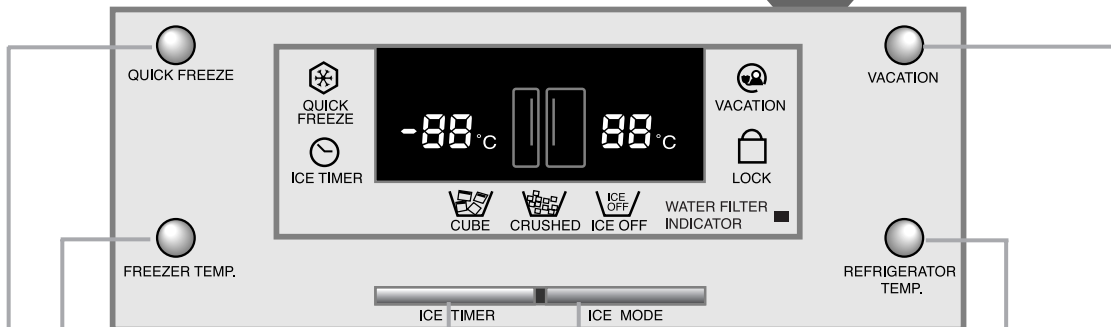 QUICK FREEZE
VACATION
QUICK
FREEZE
ICE TIMER
-88 °C
88 °C
VACATION
LOCK
CUBE
CRUSHED
ICE
OFF
ICE OFF
WATER FILTER
INDICATOR
FREEZER TEMP.
REFRIGERATOR
TEMP.
ICE TIMER
ICE MODE